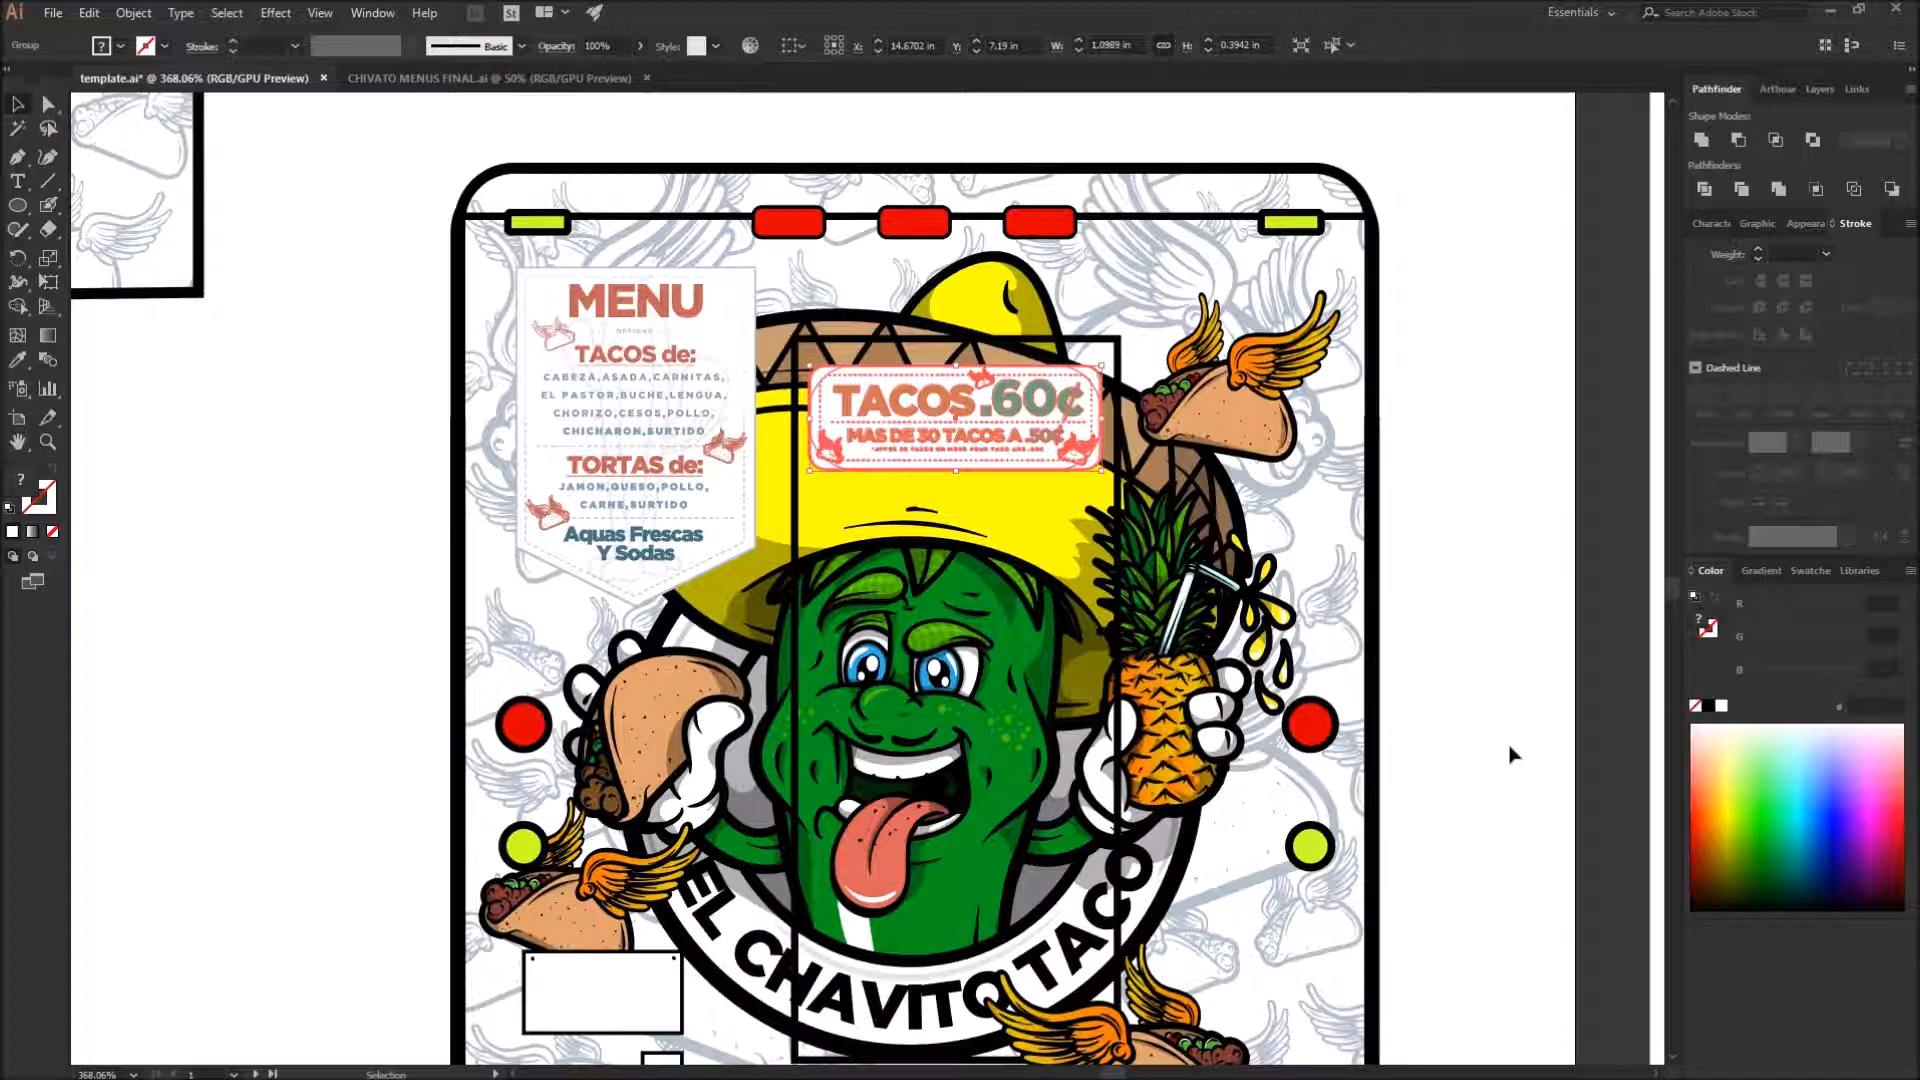 Ai File Edit Object Type Select Effect View Window Help St Essentials Search Adobe Stock
Group ? Stroke: Basic Opacity: 100% Style: X: 14.6702 in Y: 7.19 in W: 1.0989 in H: 0.3942 in
template.ai* @ 368.06% (RGB/GPU Preview) × CHIVATO MENUS FINAL.ai @ 50% (RGB/GPU Preview) ×
Pathfinder Artboar Layers Links
Shape Modes:
Pathfinders:
Charact Graphic Appeara Stroke
Weight:
Dashed Line
Color Gradient Swatche Libraries
R
G
B
#
MENU
OPTIONS
TACOS de:
CABEZA,ASADA,CARNITAS,
EL PASTOR,BUCHE,LENGUA,
CHORIZO,CESOS,POLLO,
CHICHARON,SURTIDO
TORTAS de:
JAMON,QUESO,POLLO,
CARNE,SURTIDO
Aquas Frescas
Y Sodas
TACOS .60¢
MAS DE 30 TACOS A .50¢
EL CHAVITO TACO
368.06% 1 Selection